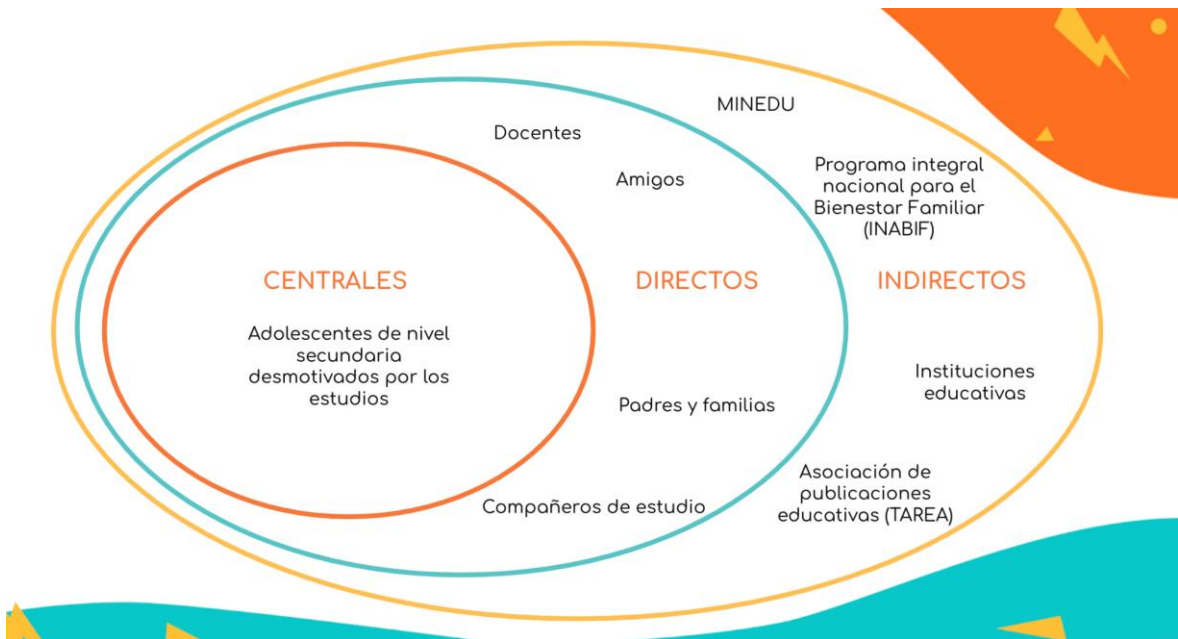 CENTRALES
Adolescentes de nivel
secundaria
desmotivados por los
estudios
DIRECTOS
Docentes
Amigos
Padres y familias
Compañeros de estudio
INDIRECTOS
MINEDU
Programa integral
nacional para el
Bienestar Familiar
(INABIF)
Instituciones
educativas
Asociación de
publicaciones
educativas (TAREA)